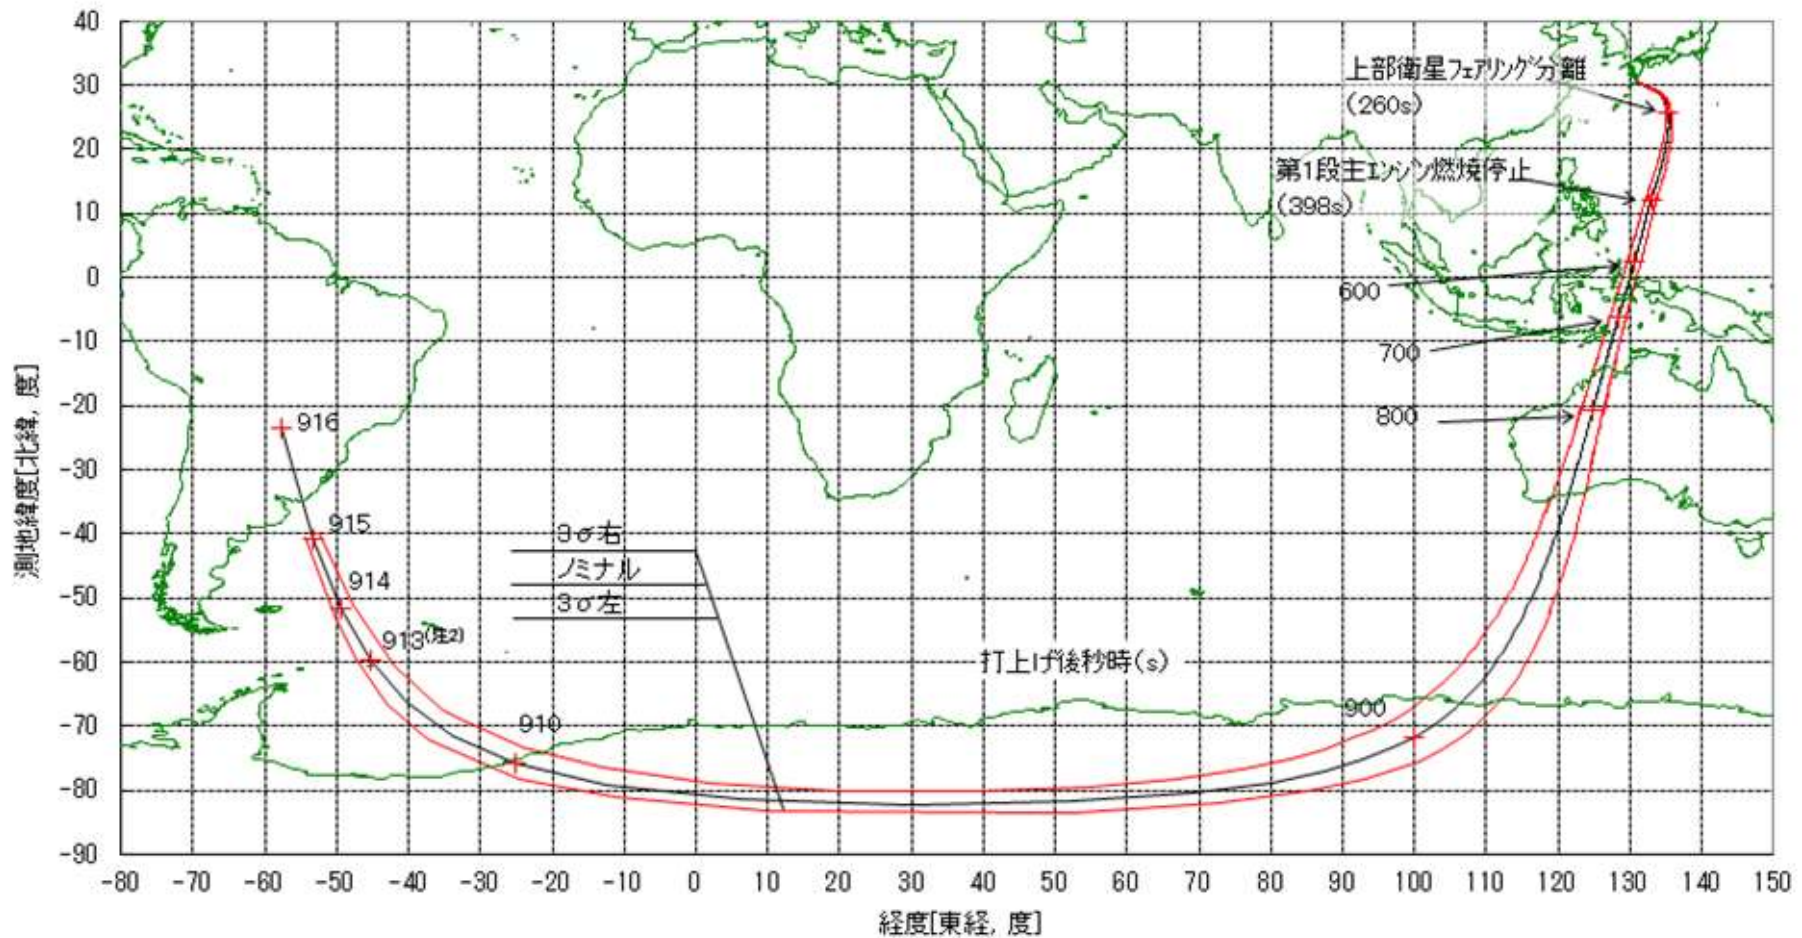 40
30
20
10
0
-10
-20
-30
-40
-50
-60
-70
-80
-90
測地緯度[北緯, 度]
上部衛星フェアリング分離
(260s)
第1段主エンジン燃焼停止
(398s)
600
700
800
916
915
914
913(注2)
910
900
3σ右
ノミナル
3σ左
打上げ後秒時(s)
-80 -70 -60 -50 -40 -30 -20 -10 0 10 20 30 40 50 60 70 80 90 100 110 120 130 140 150
経度[東経, 度]